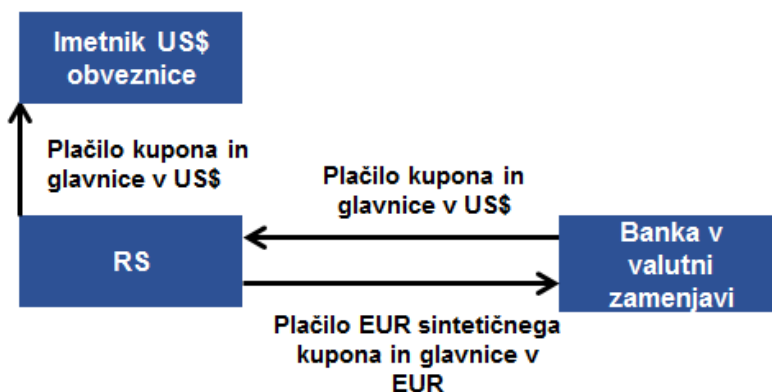 Imetnik US$
obveznice
Plačilo kupona in
glavnice v US$
Plačilo kupona in
glavnice v US$
RS
Banka v
valutni
zamenjavi
Plačilo EUR sintetičnega
kupona in glavnice v
EUR